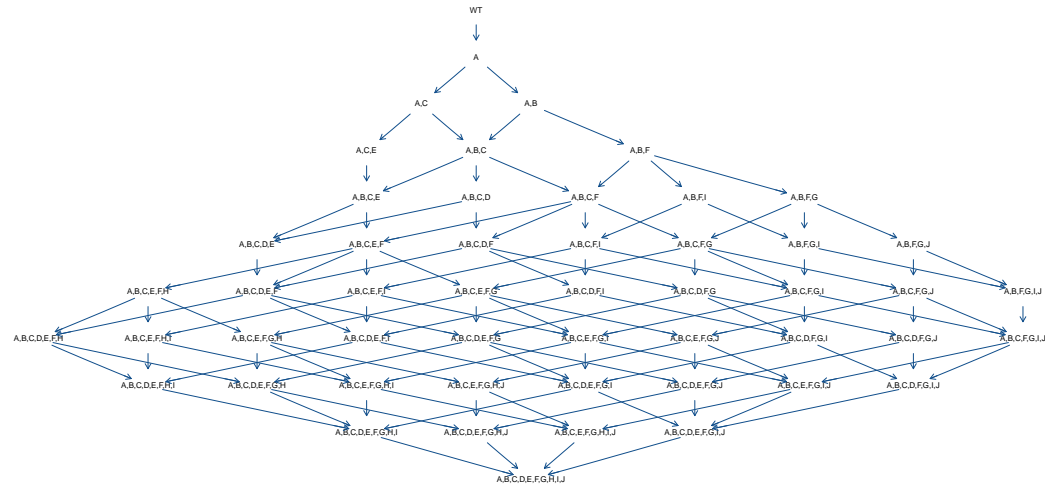 WT
A
A,C A,B
A,C,E A,B,C A,B,F
A,B,C,E A,B,C,D A,B,C,F A,B,F,I A,B,F,G
A,B,C,D,E A,B,C,E,F A,B,C,D,F A,B,C,F,I A,B,C,F,G A,B,F,G,I A,B,F,G,J
A,B,C,E,F,H A,B,C,D,E,F A,B,C,E,F,I A,B,C,E,F,G A,B,C,D,F,I A,B,C,D,F,G A,B,C,F,G,I A,B,C,F,G,J A,B,F,G,I,J
A,B,C,D,E,F,H A,B,C,E,F,H,I A,B,C,E,F,G,H A,B,C,D,E,F,I A,B,C,D,E,F,G A,B,C,E,F,G,I A,B,C,E,F,G,J A,B,C,D,F,G,I A,B,C,D,F,G,J A,B,C,F,G,I,J
A,B,C,D,E,F,H,I A,B,C,D,E,F,G,H A,B,C,E,F,G,H,I A,B,C,E,F,G,H,J A,B,C,D,E,F,G,I A,B,C,D,E,F,G,J A,B,C,E,F,G,I,J A,B,C,D,F,G,I,J
A,B,C,D,E,F,G,H,I A,B,C,D,E,F,G,H,J A,B,C,E,F,G,H,I,J A,B,C,D,E,F,G,I,J
A,B,C,D,E,F,G,H,I,J